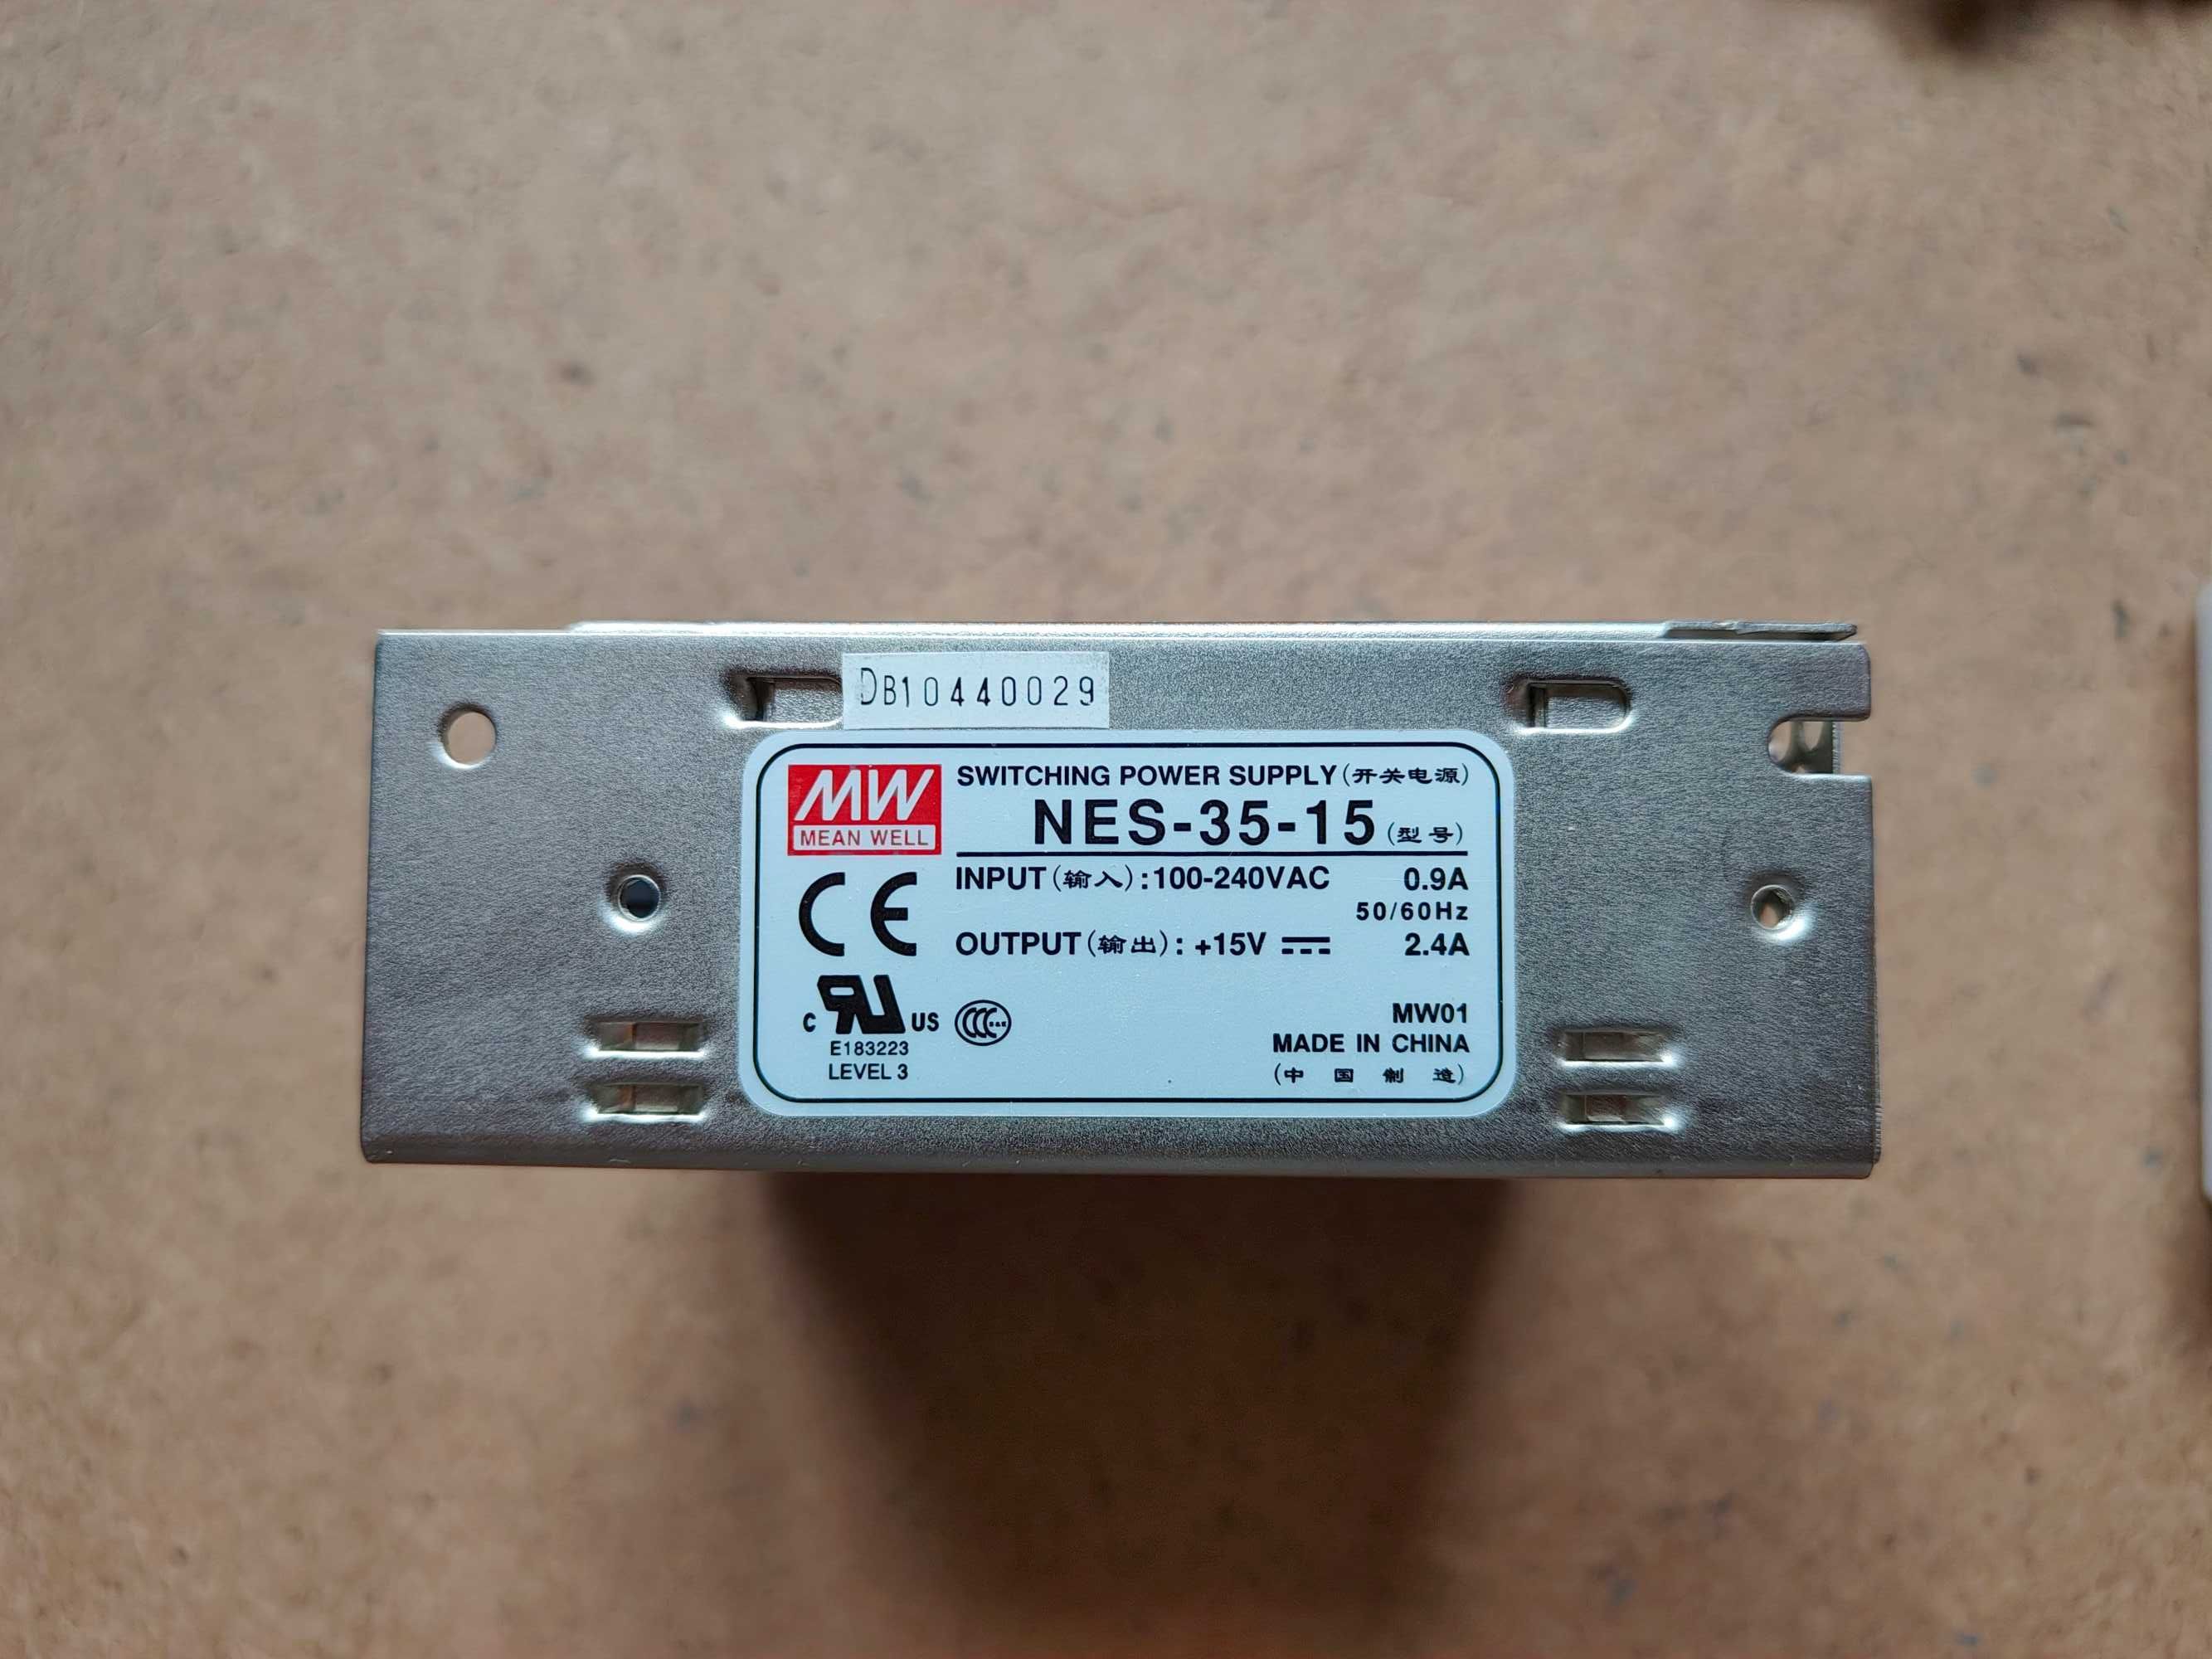 DB10440029
MW
MEAN WELL
SWITCHING POWER SUPPLY(开关电源)
NES-35-15(型号)
INPUT(输入):100-240VAC 0.9A
50/60Hz
OUTPUT(输出): +15V 2.4A
CE
C RU US
CCC
E183223
LEVEL 3
MW01
MADE IN CHINA
(中国制造)